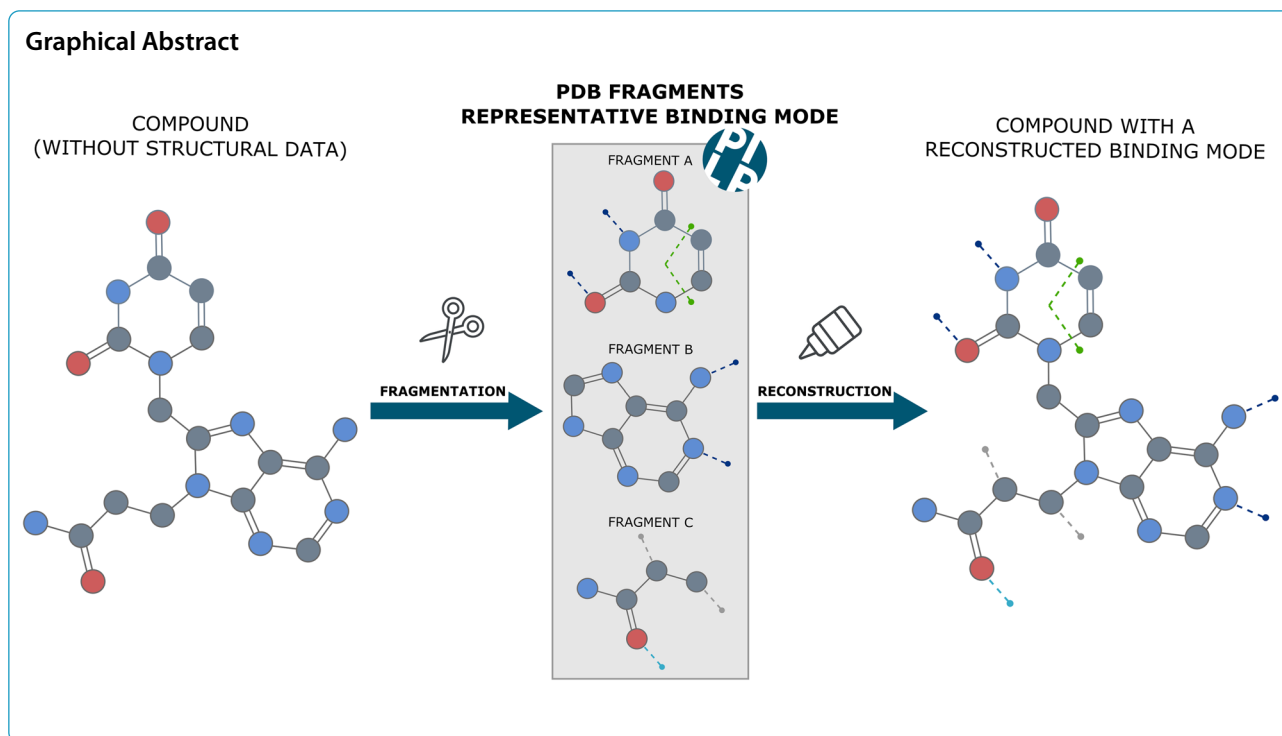 Graphical Abstract
COMPOUND
(WITHOUT STRUCTURAL DATA)
PDB FRAGMENTS
REPRESENTATIVE BINDING MODE
COMPOUND WITH A
RECONSTRUCTED BINDING MODE
PLIP
FRAGMENT A
FRAGMENTATION
FRAGMENT B
RECONSTRUCTION
FRAGMENT C